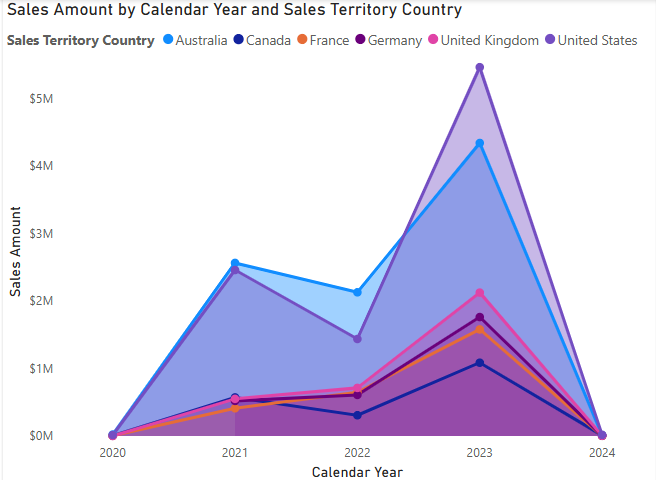 Sales Amount by Calendar Year and Sales Territory Country
Sales Territory Country Australia Canada France Germany United Kingdom United States
$5M
$4M
$3M
$2M
$1M
$0M
Sales Amount
2020 2021 2022 2023 2024
Calendar Year